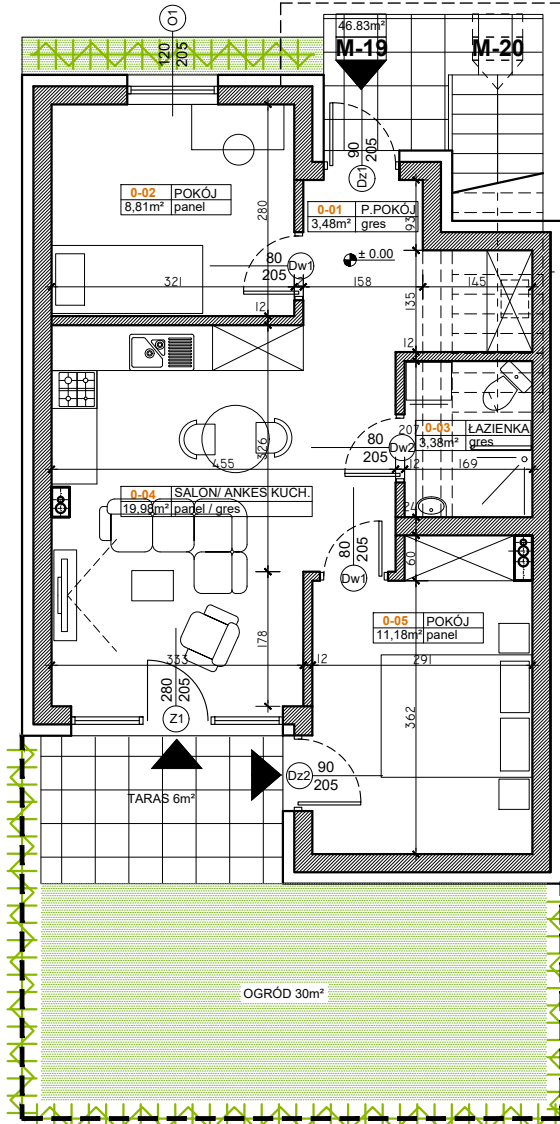 O1
120
205
46.83m²
M-19
M-20
90
205
Dz1
0-02 POKÓJ
8,81m² panel
280
0-01 P.POKÓJ
3,48m² gres
93
± 0.00
80
205
Dw1
321
12
158
145
135
12
12
326
455
80
205
Dw2
207
0-03 ŁAZIENKA
3,38m² gres
12
169
24
0-04 SALON/ ANKES KUCH.
19,98m² panel / gres
80
205
Dw1
60
0-05 POKÓJ
11,18m² panel
178
333
12
291
280
205
Z1
362
90
205
Dz2
TARAS 6m²
OGRÓD 30m²